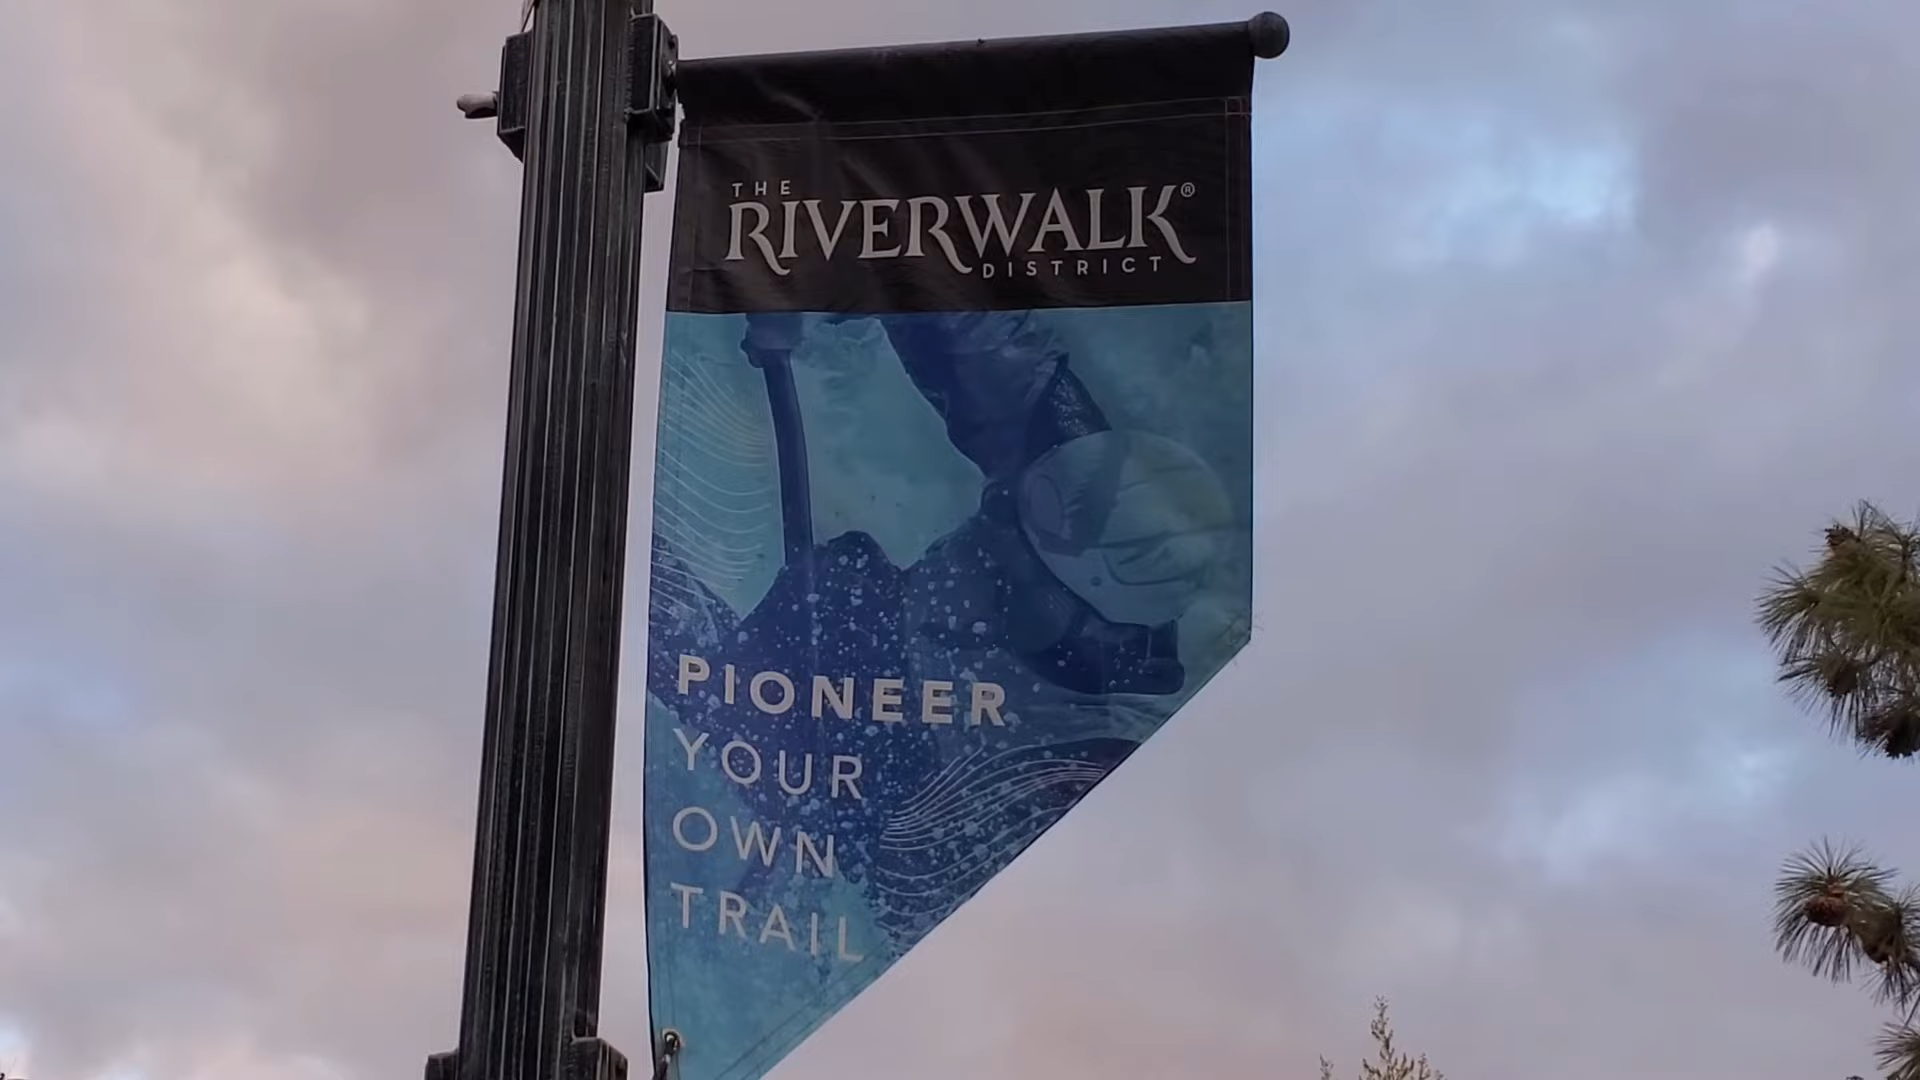 THE
RIVERWALK®
DISTRICT
PIONEER
YOUR
OWN
TRAIL